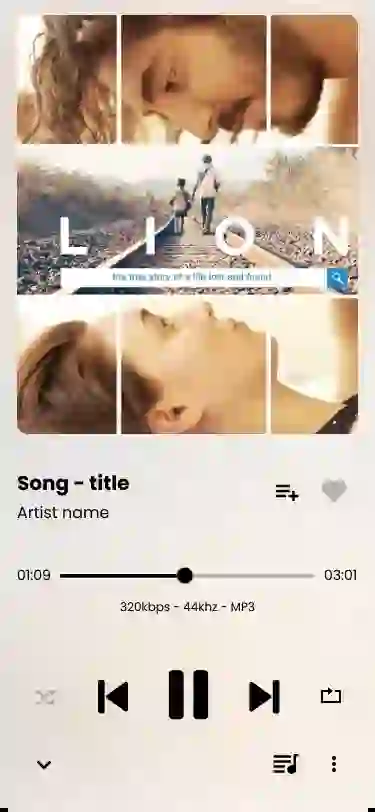 L I O N
the true story of a life lost and found
Song - title
Artist name
01:09
03:01
320kbps - 44khz - MP3